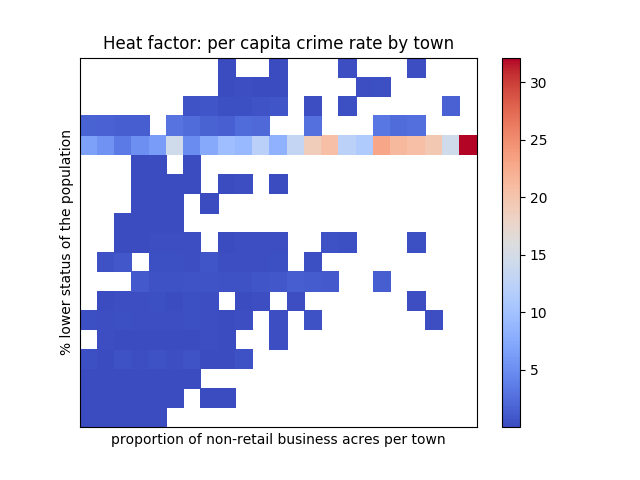 Heat factor: per capita crime rate by town
% lower status of the population
proportion of non-retail business acres per town
30
25
20
15
10
5